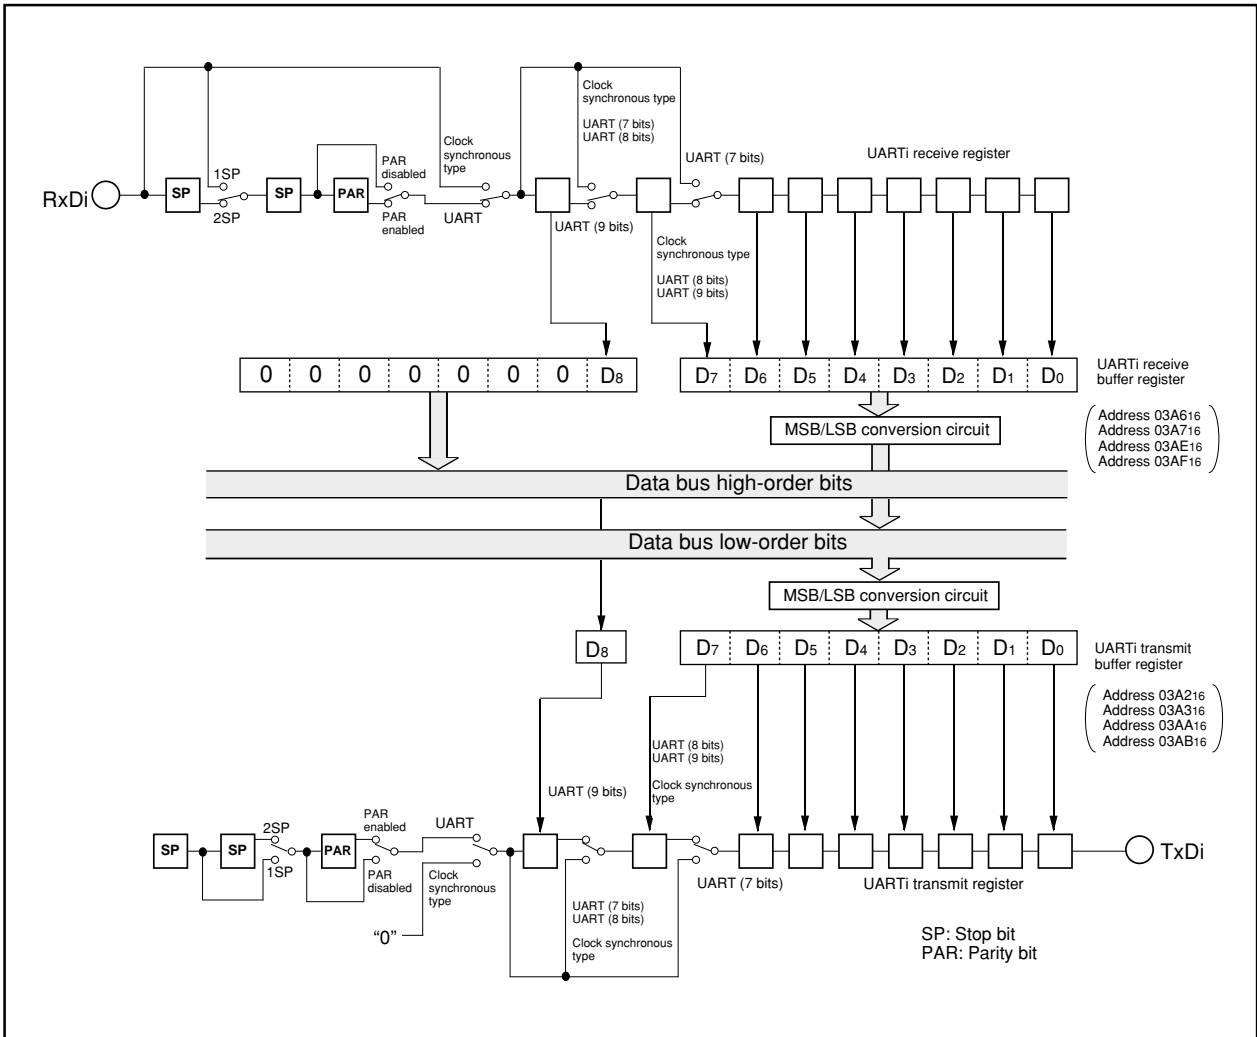 Clock
synchronous type
UART (7 bits)
UART (8 bits)
Clock
synchronous
type
PAR
disabled
UART (7 bits)
UARTi receive register
1SP
RxDi
SP
SP
PAR
2SP
PAR
enabled
UART
UART (9 bits)
Clock
synchronous type
UART (8 bits)
UART (9 bits)
0 0 0 0 0 0 0 D8
D7 D6 D5 D4 D3 D2 D1 D0
UARTi receive
buffer register
MSB/LSB conversion circuit
Address 03A616
Address 03A716
Address 03AE16
Address 03AF16
Data bus high-order bits
Data bus low-order bits
MSB/LSB conversion circuit
D8
D7 D6 D5 D4 D3 D2 D1 D0
UARTi transmit
buffer register
Address 03A216
Address 03A316
Address 03AA16
Address 03AB16
UART (8 bits)
UART (9 bits)
Clock synchronous
type
UART (9 bits)
PAR
enabled
UART
2SP
SP
SP
PAR
TxDi
1SP
PAR
disabled
Clock
synchronous
type
UART (7 bits)
UARTi transmit register
UART (7 bits)
UART (8 bits)
Clock synchronous
type
“0”
SP: Stop bit
PAR: Parity bit